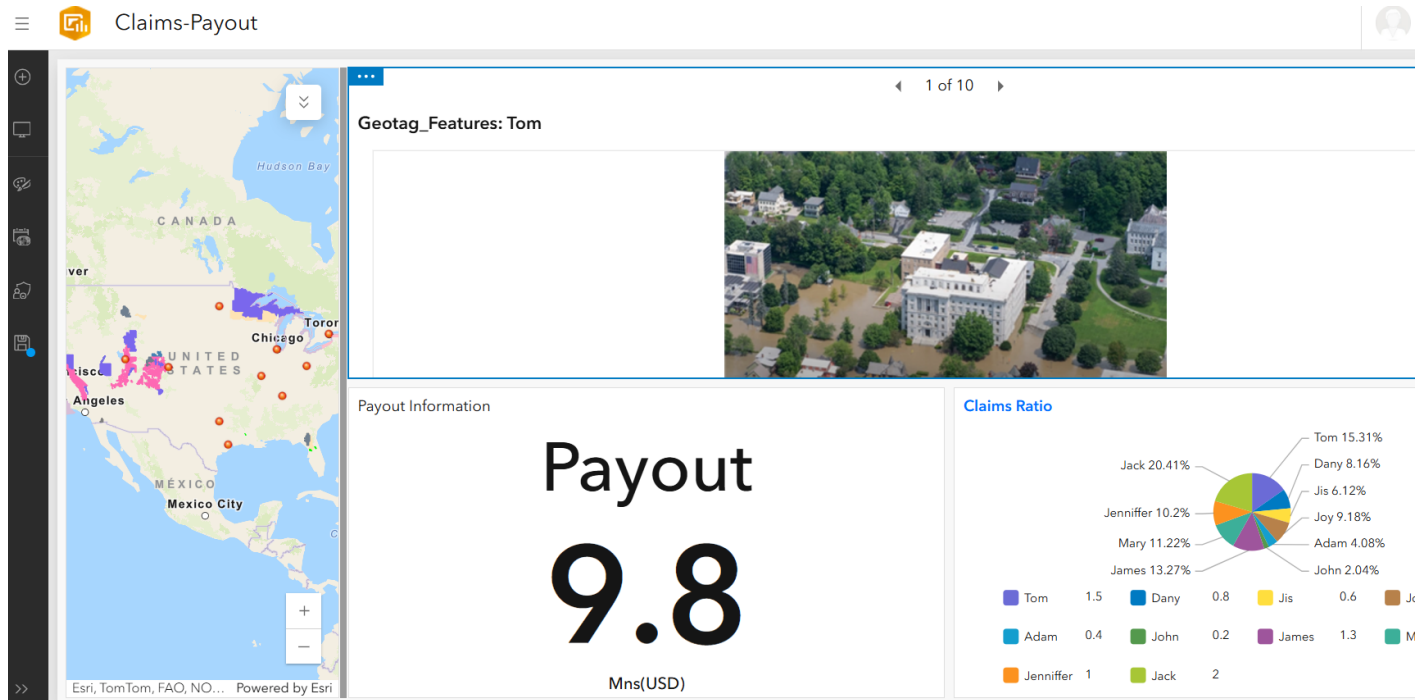 Claims-Payout
Hudson Bay
CANADA
ver
Toror
Chicago
UNITED
STATES
cisco
Angeles
MÉXICO
Mexico City
C
+
−
Esri, TomTom, FAO, NO... Powered by Esri
1 of 10
Geotag_Features: Tom
Payout Information
Payout
9.8
Mns(USD)
Claims Ratio
Tom 15.31%
Dany 8.16%
Jis 6.12%
Joy 9.18%
Adam 4.08%
John 2.04%
James 13.27%
Mary 11.22%
Jenniffer 10.2%
Jack 20.41%
Tom 1.5 Dany 0.8 Jis 0.6 Jo
Adam 0.4 John 0.2 James 1.3 M
Jenniffer 1 Jack 2